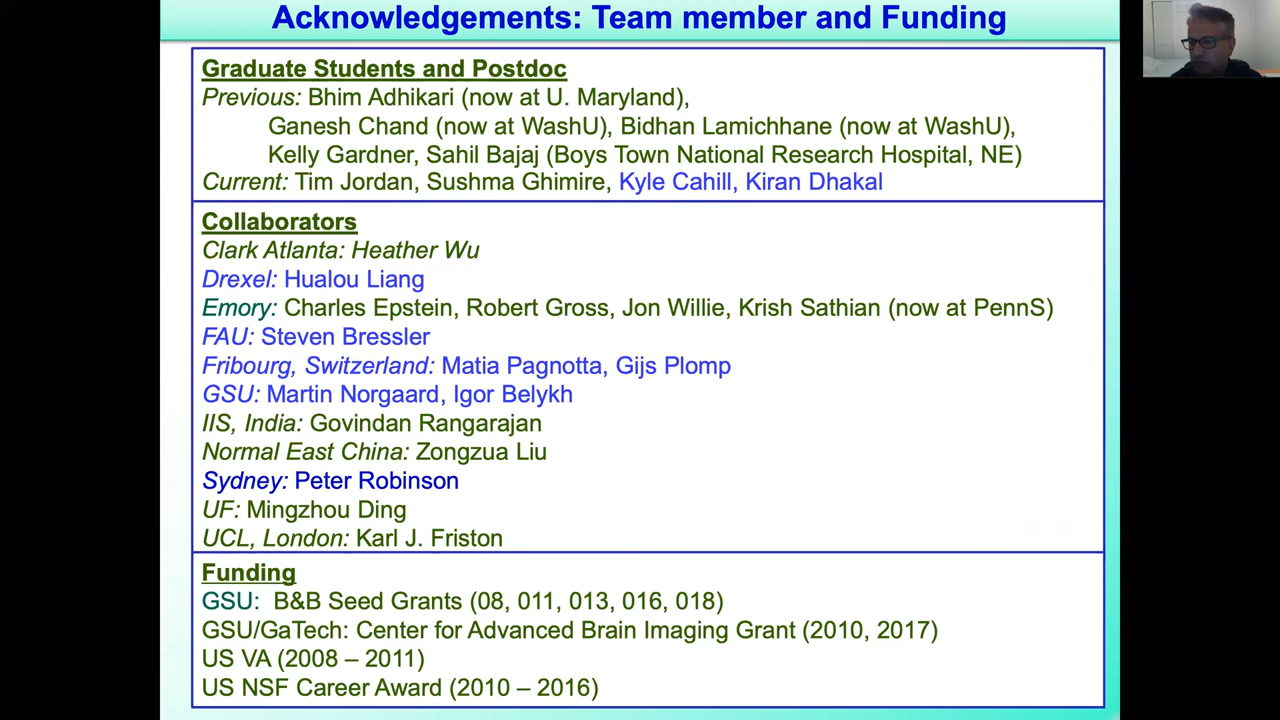 Acknowledgements: Team member and Funding
Graduate Students and Postdoc
Previous: Bhim Adhikari (now at U. Maryland),
Ganesh Chand (now at WashU), Bidhan Lamichhane (now at WashU),
Kelly Gardner, Sahil Bajaj (Boys Town National Research Hospital, NE)
Current: Tim Jordan, Sushma Ghimire, Kyle Cahill, Kiran Dhakal
Collaborators
Clark Atlanta: Heather Wu
Drexel: Hualou Liang
Emory: Charles Epstein, Robert Gross, Jon Willie, Krish Sathian (now at PennS)
FAU: Steven Bressler
Fribourg, Switzerland: Matia Pagnotta, Gijs Plomp
GSU: Martin Norgaard, Igor Belykh
IIS, India: Govindan Rangarajan
Normal East China: Zongzua Liu
Sydney: Peter Robinson
UF: Mingzhou Ding
UCL, London: Karl J. Friston
Funding
GSU: B&B Seed Grants (08, 011, 013, 016, 018)
GSU/GaTech: Center for Advanced Brain Imaging Grant (2010, 2017)
US VA (2008 – 2011)
US NSF Career Award (2010 – 2016)